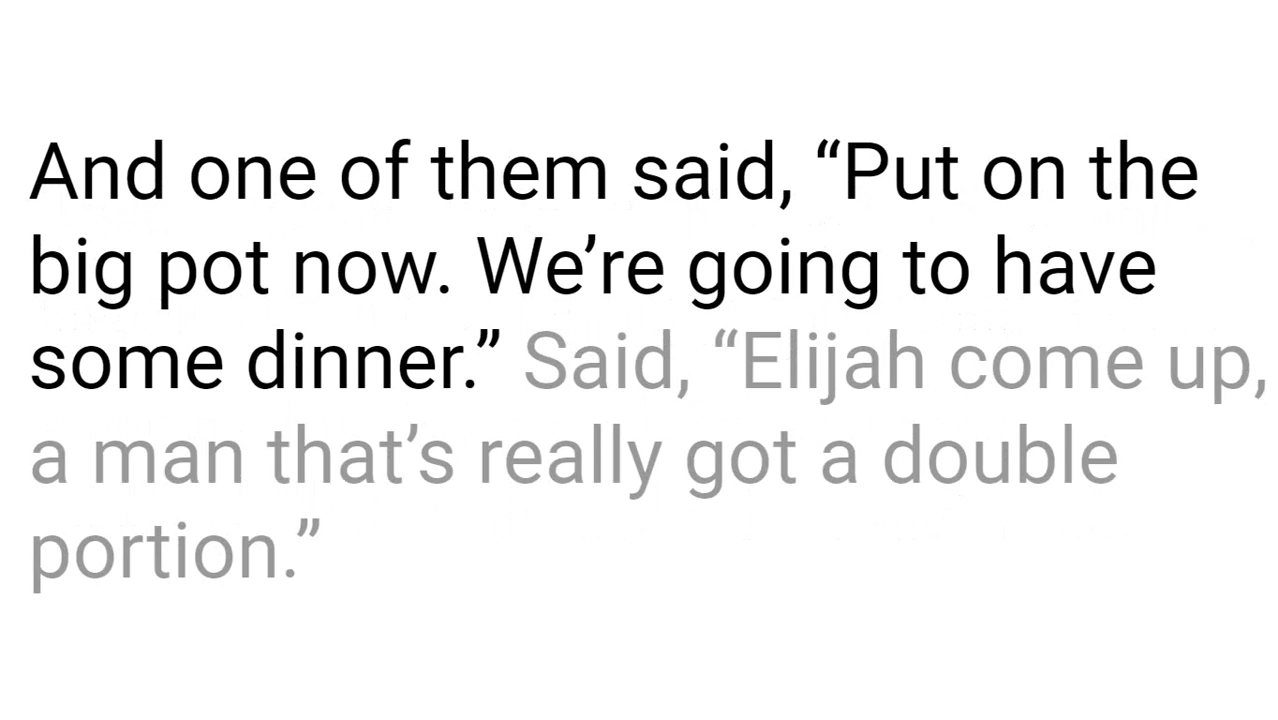 And one of them said, “Put on the
big pot now. We’re going to have
some dinner.” Said, “Elijah come up,
a man that’s really got a double
portion.”